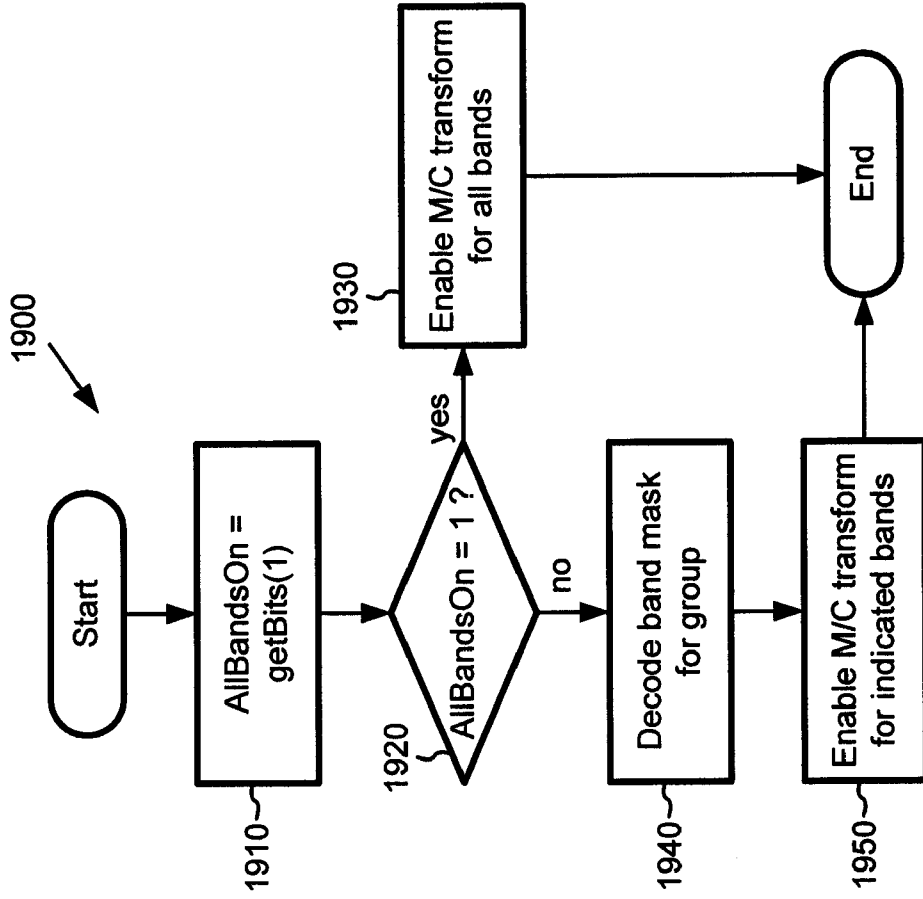 1900
Start
AllBandsOn =
getBits(1)
1910
AllBandsOn = 1 ?
1920
yes
no
Enable M/C transform
for all bands
1930
Decode band mask
for group
1940
Enable M/C transform
for indicated bands
1950
End